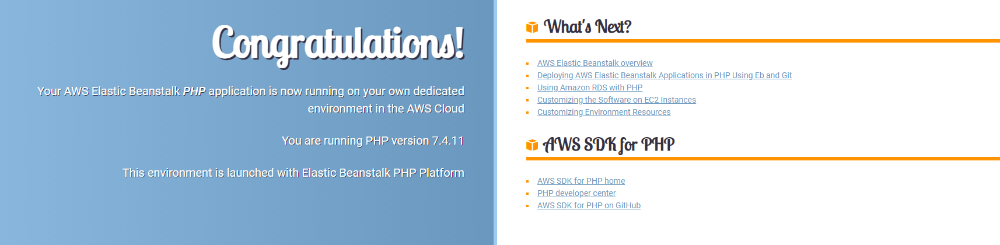 Congratulations!
Your AWS Elastic Beanstalk PHP application is now running on your own dedicated
environment in the AWS Cloud
You are running PHP version 7.4.11
This environment is launched with Elastic Beanstalk PHP Platform
What's Next?
AWS Elastic Beanstalk overview
Deploying AWS Elastic Beanstalk Applications in PHP Using Eb and Git
Using Amazon RDS with PHP
Customizing the Software on EC2 Instances
Customizing Environment Resources
AWS SDK for PHP
AWS SDK for PHP home
PHP developer center
AWS SDK for PHP on GitHub